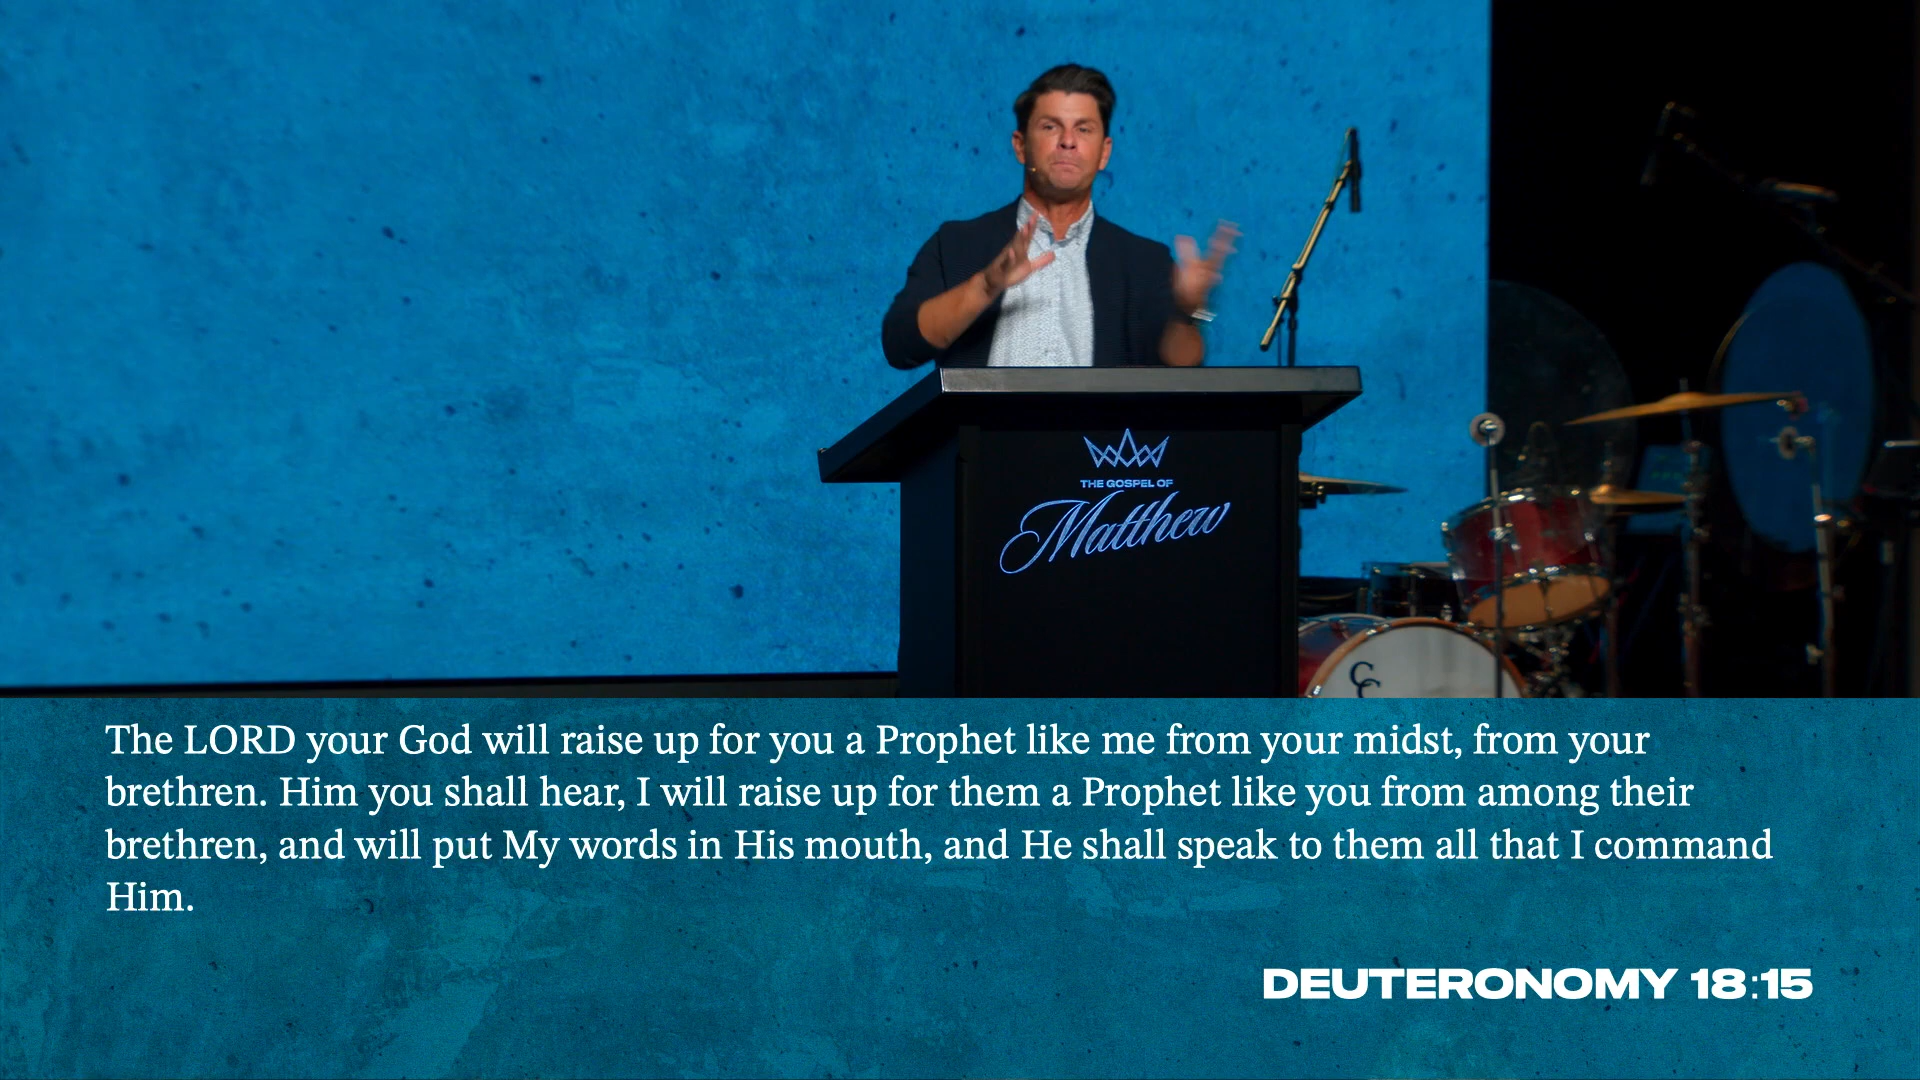 THE GOSPEL OF
Matthew
CC
The LORD your God will raise up for you a Prophet like me from your midst, from your
brethren. Him you shall hear, I will raise up for them a Prophet like you from among their
brethren, and will put My words in His mouth, and He shall speak to them all that I command
Him.
DEUTERONOMY 18:15